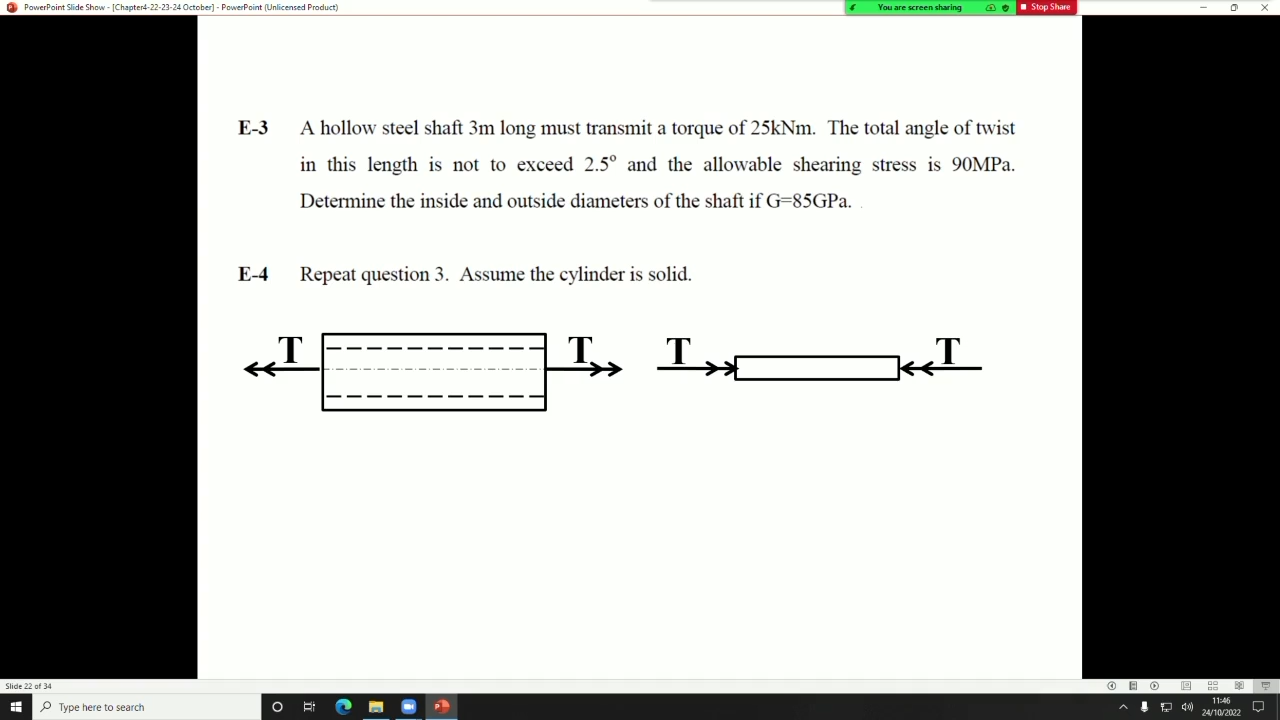 PowerPoint Slide Show - [Chapter4-22-23-24 October] - PowerPoint (Unlicensed Product)
You are screen sharing
Stop Share
E-3 A hollow steel shaft 3m long must transmit a torque of 25kNm. The total angle of twist
in this length is not to exceed 2.5° and the allowable shearing stress is 90MPa.
Determine the inside and outside diameters of the shaft if G=85GPa.
E-4 Repeat question 3. Assume the cylinder is solid.
T T T T
Slide 22 of 34
Type here to search
11:46
24/10/2022